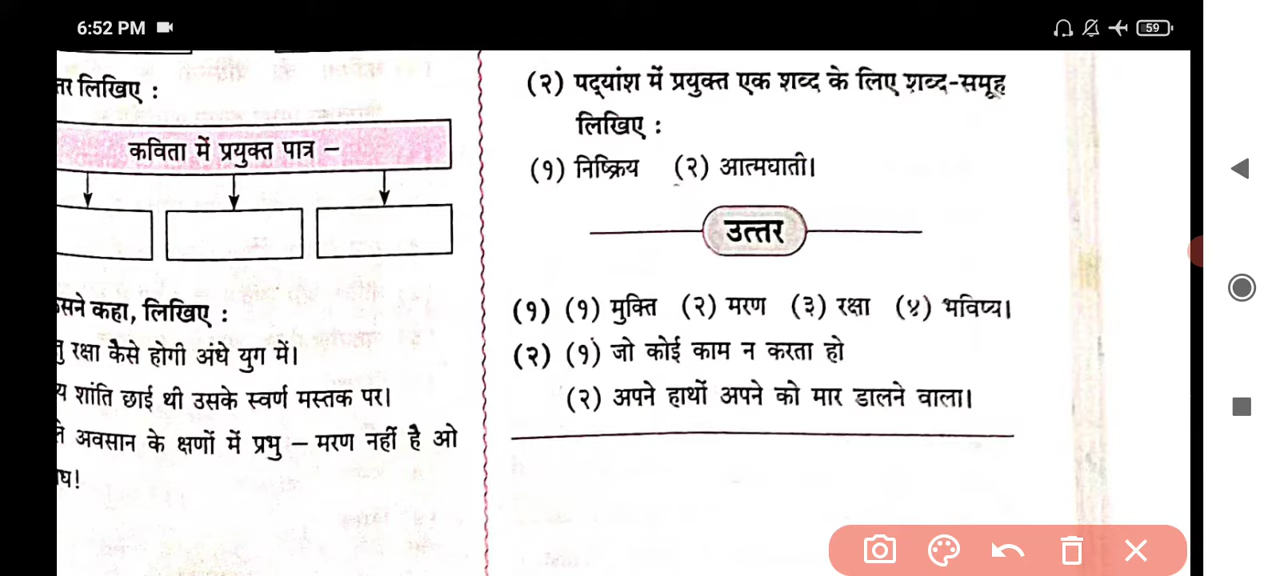 6:52 PM
59
तर लिखिए :
कविता में प्रयुक्त पात्र –
लिखिए :
रक्षा कैसे होगी अंधे युग में।
शांति छाई थी उसके स्वर्ण मस्तक पर।
अवसान के क्षणों में प्रभु – मरण नहीं है ओ
(२) पद्यांश में प्रयुक्त एक शब्द के लिए शब्द-समूह
लिखिए :
(१) निष्क्रिय (२) आत्मघाती।
उत्तर
(१) (१) मुक्ति (२) मरण (३) रक्षा (४) भविष्य।
(२) (१) जो कोई काम न करता हो
(२) अपने हाथों अपने को मार डालने वाला।